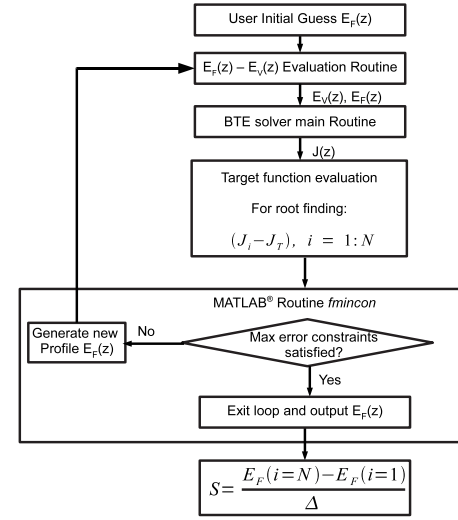 User Initial Guess E_F(z)
E_F(z) – E_V(z) Evaluation Routine
E_V(z), E_F(z)
BTE solver main Routine
J(z)
Target function evaluation
For root finding:
(J_i−J_T), i = 1:N
MATLAB® Routine fmincon
Generate new
Profile E_F(z)
No
Max error constraints
satisfied?
Yes
Exit loop and output E_F(z)
S= E_F(i=N)−E_F(i=1)
Δ